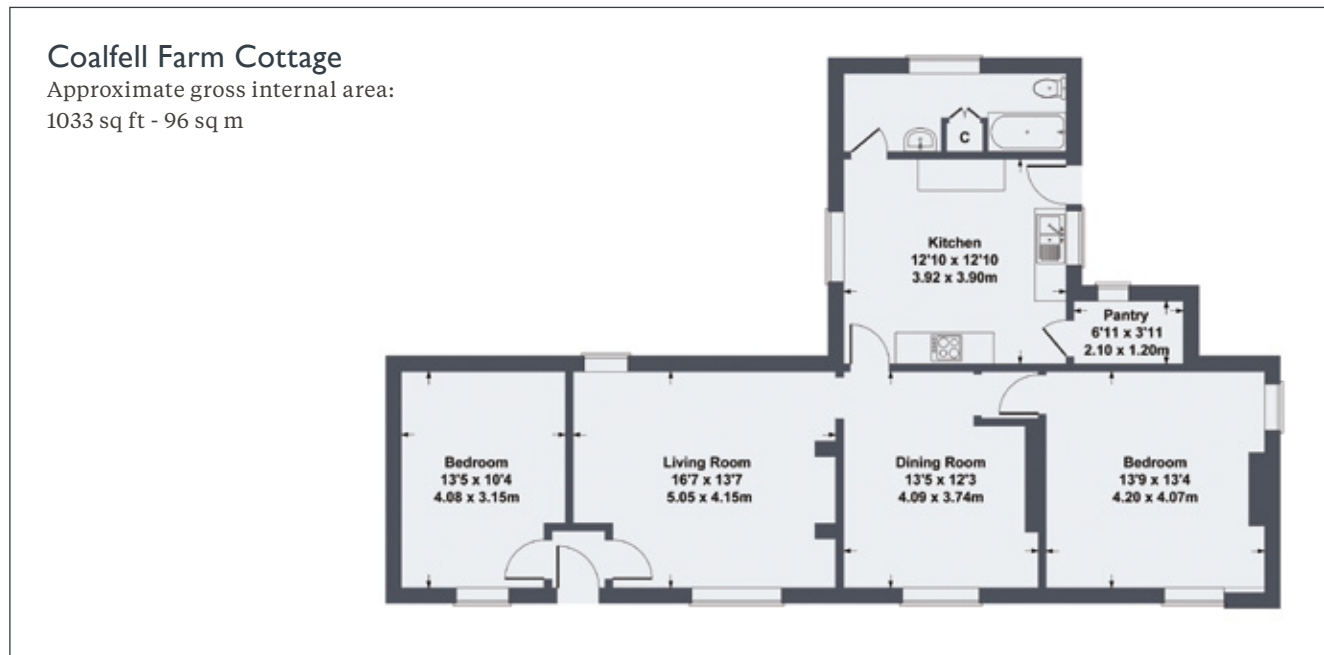 Coalfell Farm Cottage
Approximate gross internal area:
1033 sq ft - 96 sq m
C
Kitchen
12'10 x 12'10
3.92 x 3.90m
Pantry
6'11 x 3'11
2.10 x 1.20m
Bedroom
13'5 x 10'4
4.08 x 3.15m
Living Room
16'7 x 13'7
5.05 x 4.15m
Dining Room
13'5 x 12'3
4.09 x 3.74m
Bedroom
13'9 x 13'4
4.20 x 4.07m